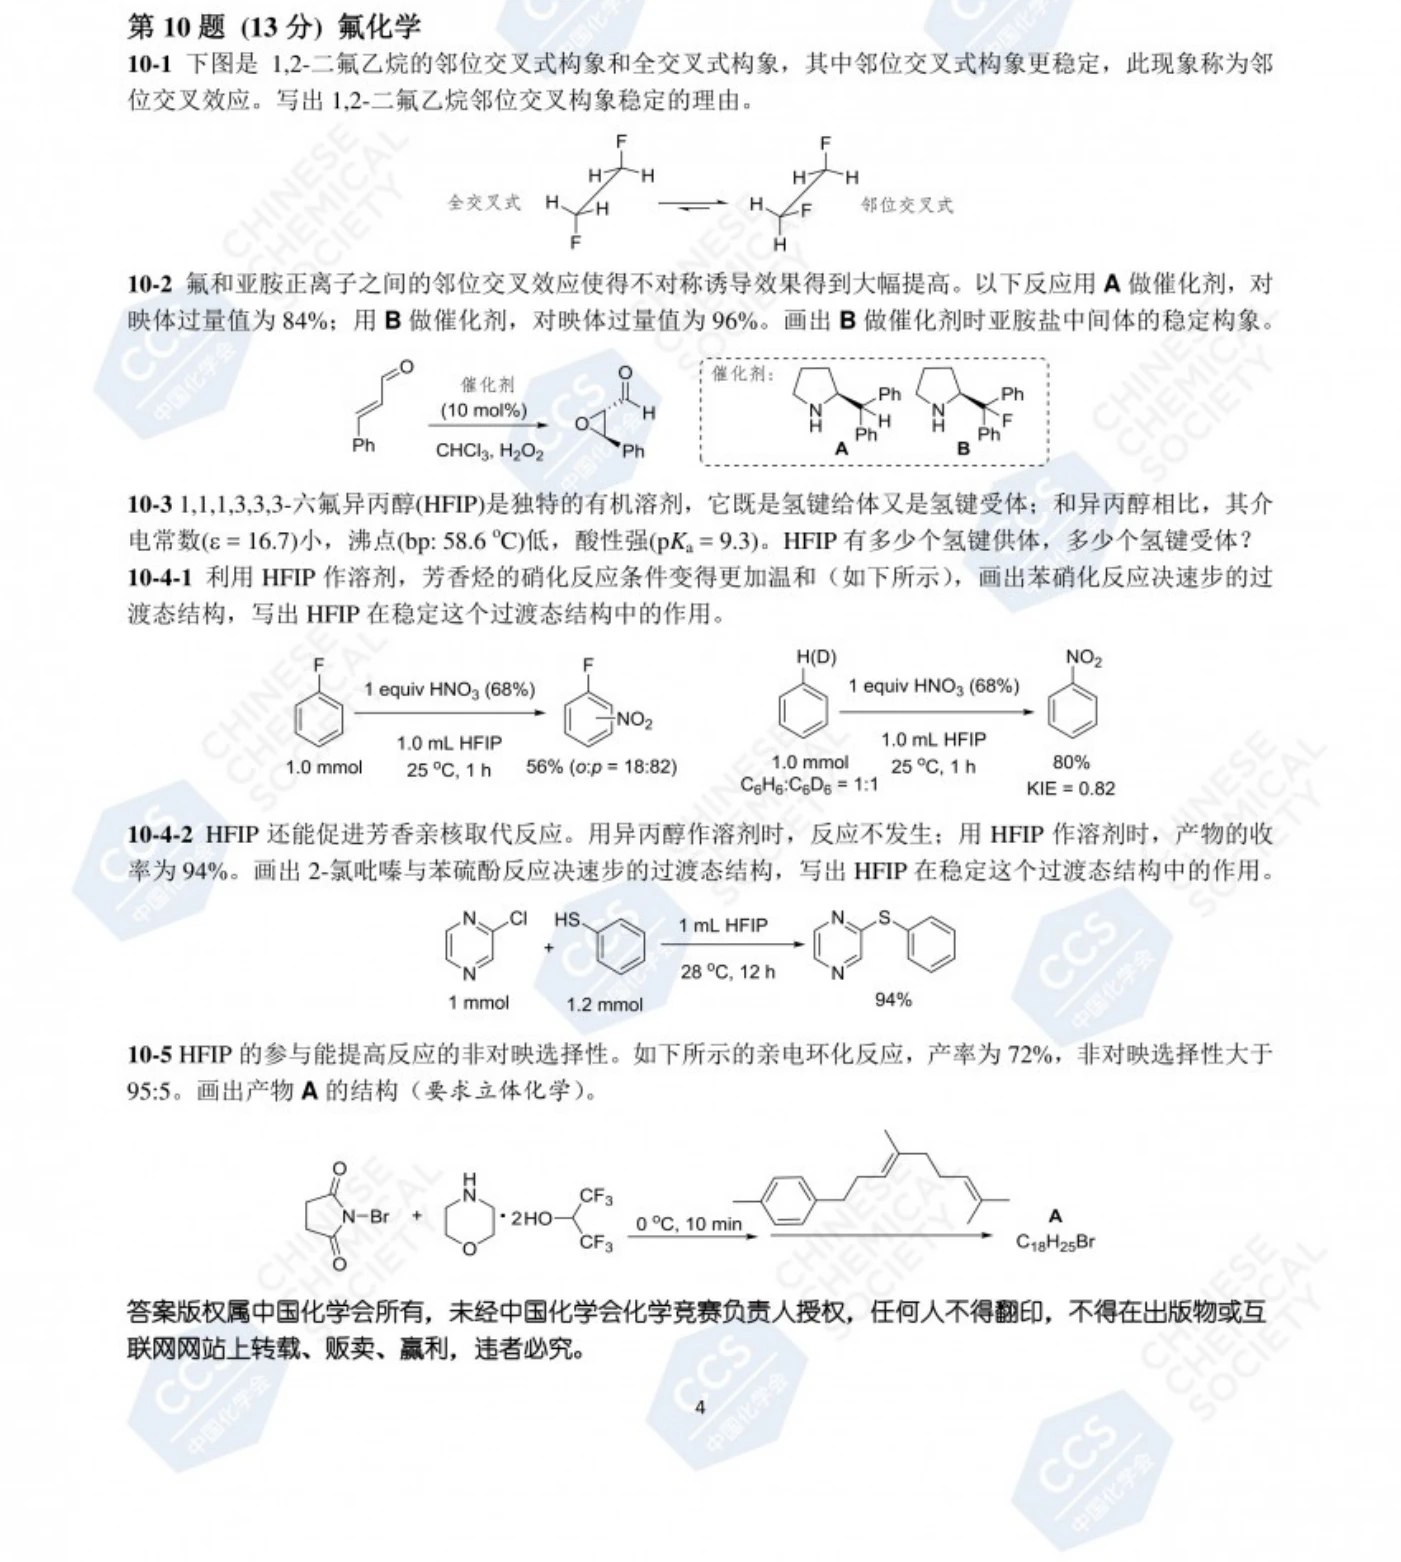 第 10 题 (13 分) 氟化学
10-1 下图是 1,2-二氟乙烷的邻位交叉式构象和全交叉式构象，其中邻位交叉式构象更稳定，此现象称为邻
位交叉效应。写出 1,2-二氟乙烷邻位交叉构象稳定的理由。
F
H H
全交叉式 H H
F
F
H H
H F 邻位交叉式
H
10-2 氟和亚胺正离子之间的邻位交叉效应使得不对称诱导效果得到大幅提高。以下反应用 A 做催化剂，对
映体过量值为 84%；用 B 做催化剂，对映体过量值为 96%。画出 B 做催化剂时亚胺盐中间体的稳定构象。
O
Ph
催化剂
(10 mol%)
CHCl₃, H₂O₂
O
H
O
Ph
催化剂:
N
H
Ph
H
Ph
A
N
H
Ph
F
Ph
B
10-3 1,1,1,3,3,3-六氟异丙醇(HFIP)是独特的有机溶剂，它既是氢键给体又是氢键受体；和异丙醇相比，其介
电常数(ε = 16.7)小，沸点(bp: 58.6 ℃)低，酸性强(pKₐ = 9.3)。HFIP 有多少个氢键供体，多少个氢键受体？
10-4-1 利用 HFIP 作溶剂，芳香烃的硝化反应条件变得更加温和（如下所示），画出苯硝化反应决速步的过
渡态结构，写出 HFIP 在稳定这个过渡态结构中的作用。
F
1.0 mmol
1 equiv HNO₃ (68%)
1.0 mL HFIP
25 ℃, 1 h
F
NO₂
56% (o:p = 18:82)
H(D)
1.0 mmol
C₆H₆:C₆D₆ = 1:1
1 equiv HNO₃ (68%)
1.0 mL HFIP
25 ℃, 1 h
NO₂
80%
KIE = 0.82
10-4-2 HFIP 还能促进芳香亲核取代反应。用异丙醇作溶剂时，反应不发生；用 HFIP 作溶剂时，产物的收
率为 94%。画出 2-氯吡嗪与苯硫酚反应决速步的过渡态结构，写出 HFIP 在稳定这个过渡态结构中的作用。
N Cl
N
1 mmol
+
HS
1.2 mmol
1 mL HFIP
28 ℃, 12 h
N S
N
94%
10-5 HFIP 的参与能提高反应的非对映选择性。如下所示的亲电环化反应，产率为 72%，非对映选择性大于
95:5。画出产物 A 的结构（要求立体化学）。
O
N-Br
O
+
H
N
O
· 2HO
CF₃
CF₃
0 ℃, 10 min
A
C₁₈H₂₅Br
答案版权属中国化学会所有，未经中国化学会化学竞赛负责人授权，任何人不得翻印，不得在出版物或互
联网网站上转载、贩卖、赢利，违者必究。
4
CCS
中国化学会
CHINESE
CHEMICAL
SOCIETY